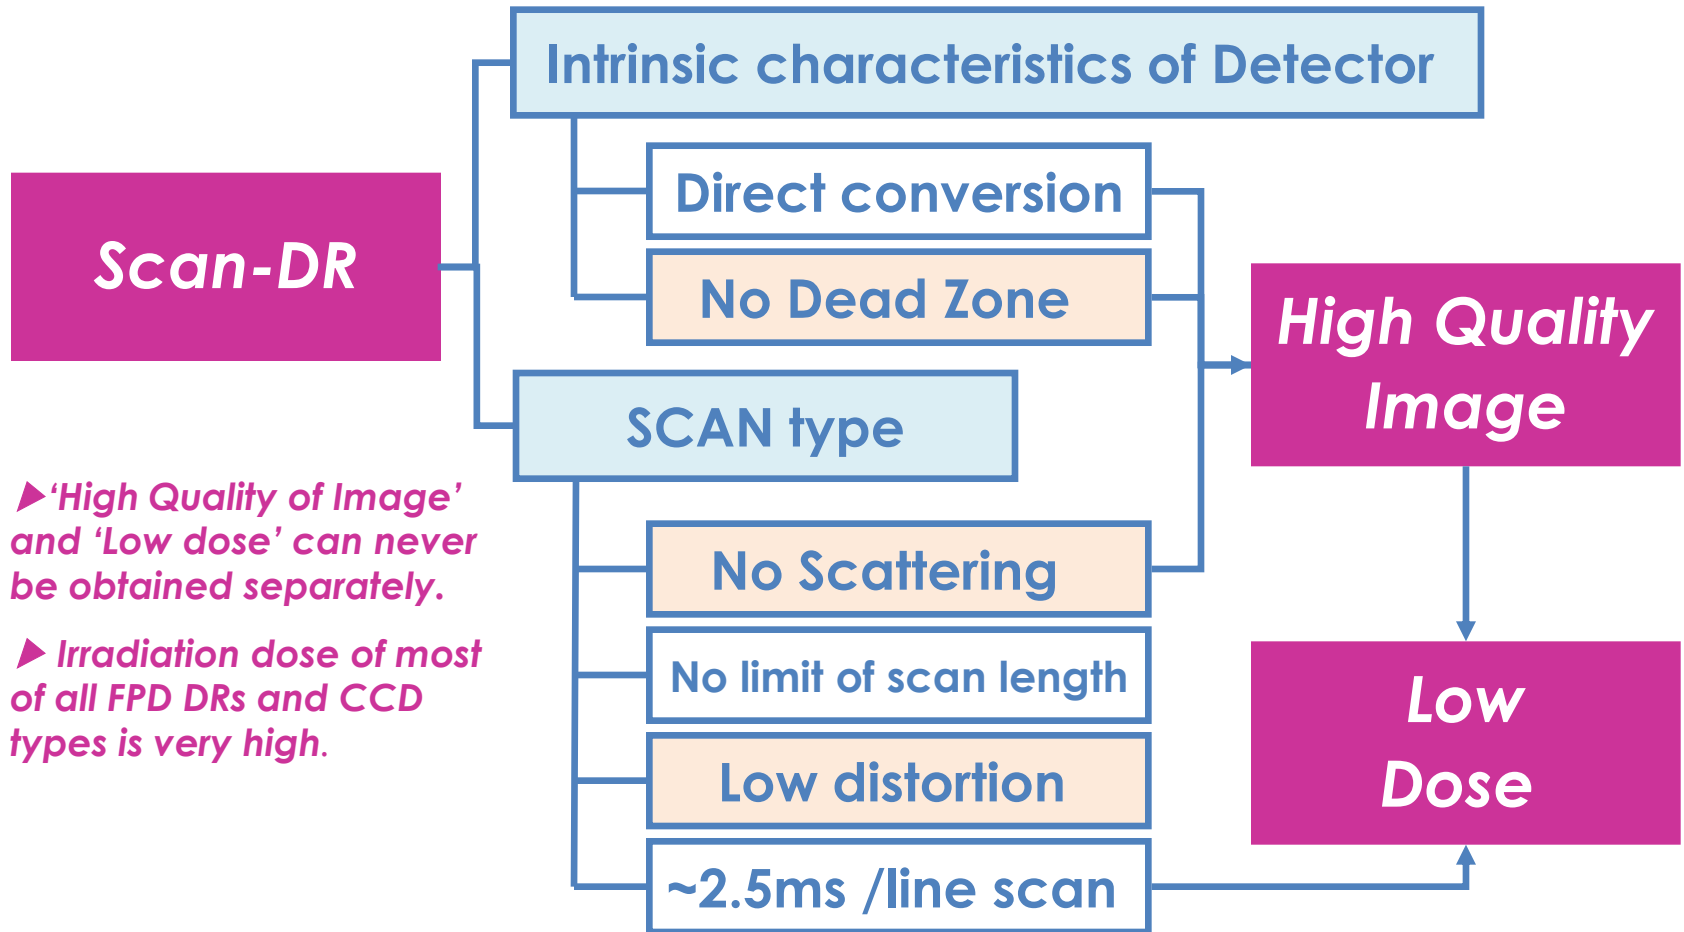 Intrinsic characteristics of Detector
Direct conversion
Scan-DR
No Dead Zone
High Quality
Image
SCAN type
▶‘High Quality of Image’
and ‘Low dose’ can never
be obtained separately.
No Scattering
▶ Irradiation dose of most
of all FPD DRs and CCD
types is very high.
No limit of scan length
Low distortion
Low
Dose
~2.5ms /line scan